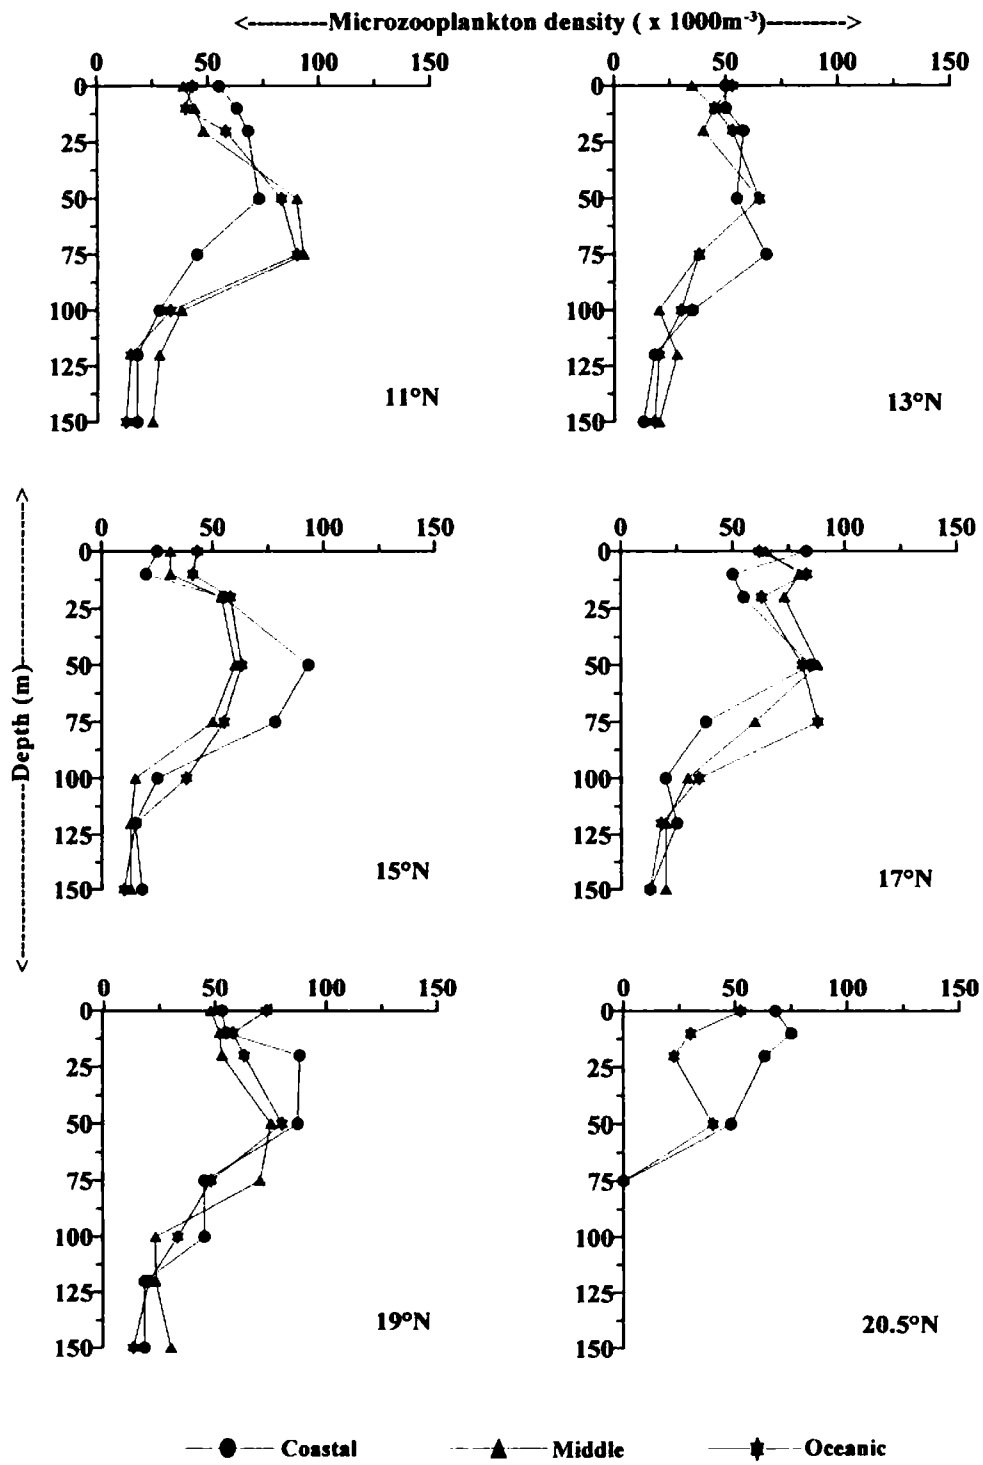 <--------Microzooplankton density ( x 1000m-3)--------->
0 50 100 150
0
25
50
75
100
125
150
11°N
0 50 100 150
0
25
50
75
100
125
150
13°N
<-----------Depth (m)----------->
0 50 100 150
0
25
50
75
100
125
150
15°N
0 50 100 150
0
25
50
75
100
125
150
17°N
0 50 100 150
0
25
50
75
100
125
150
19°N
0 50 100 150
0
25
50
75
100
125
150
20.5°N
Coastal Middle Oceanic